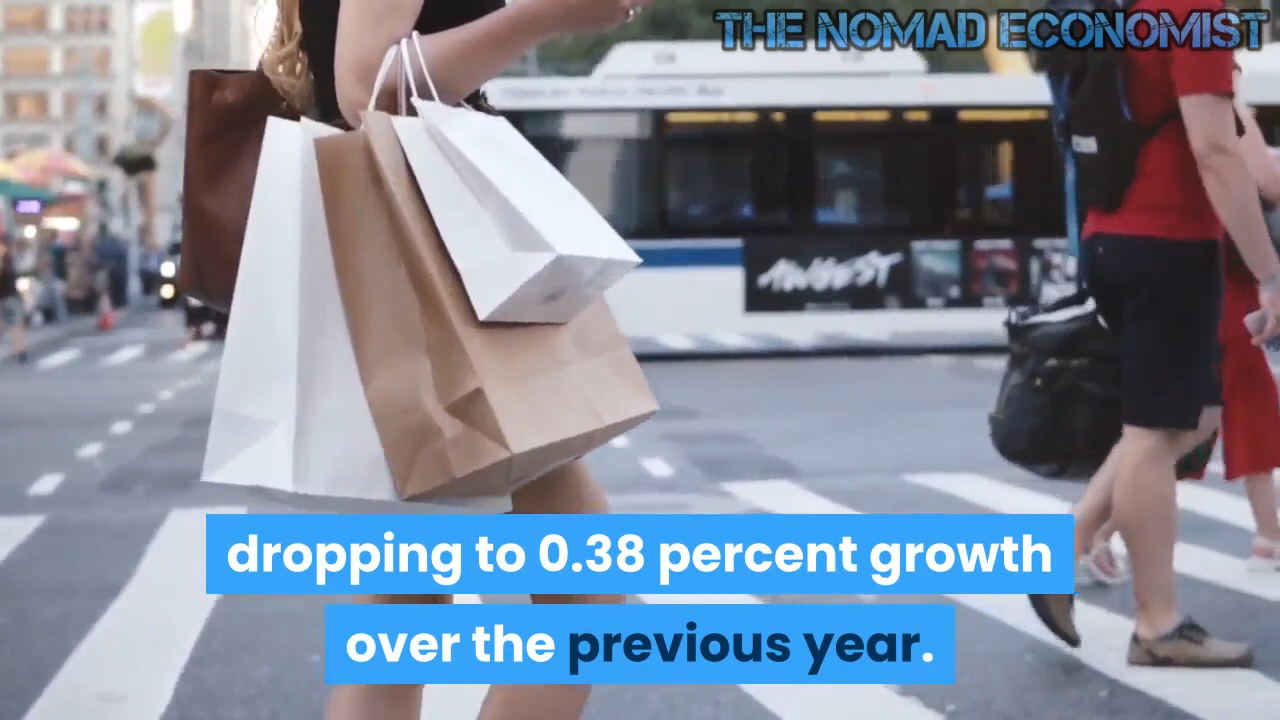 THE NOMAD ECONOMIST
dropping to 0.38 percent growth
over the previous year.